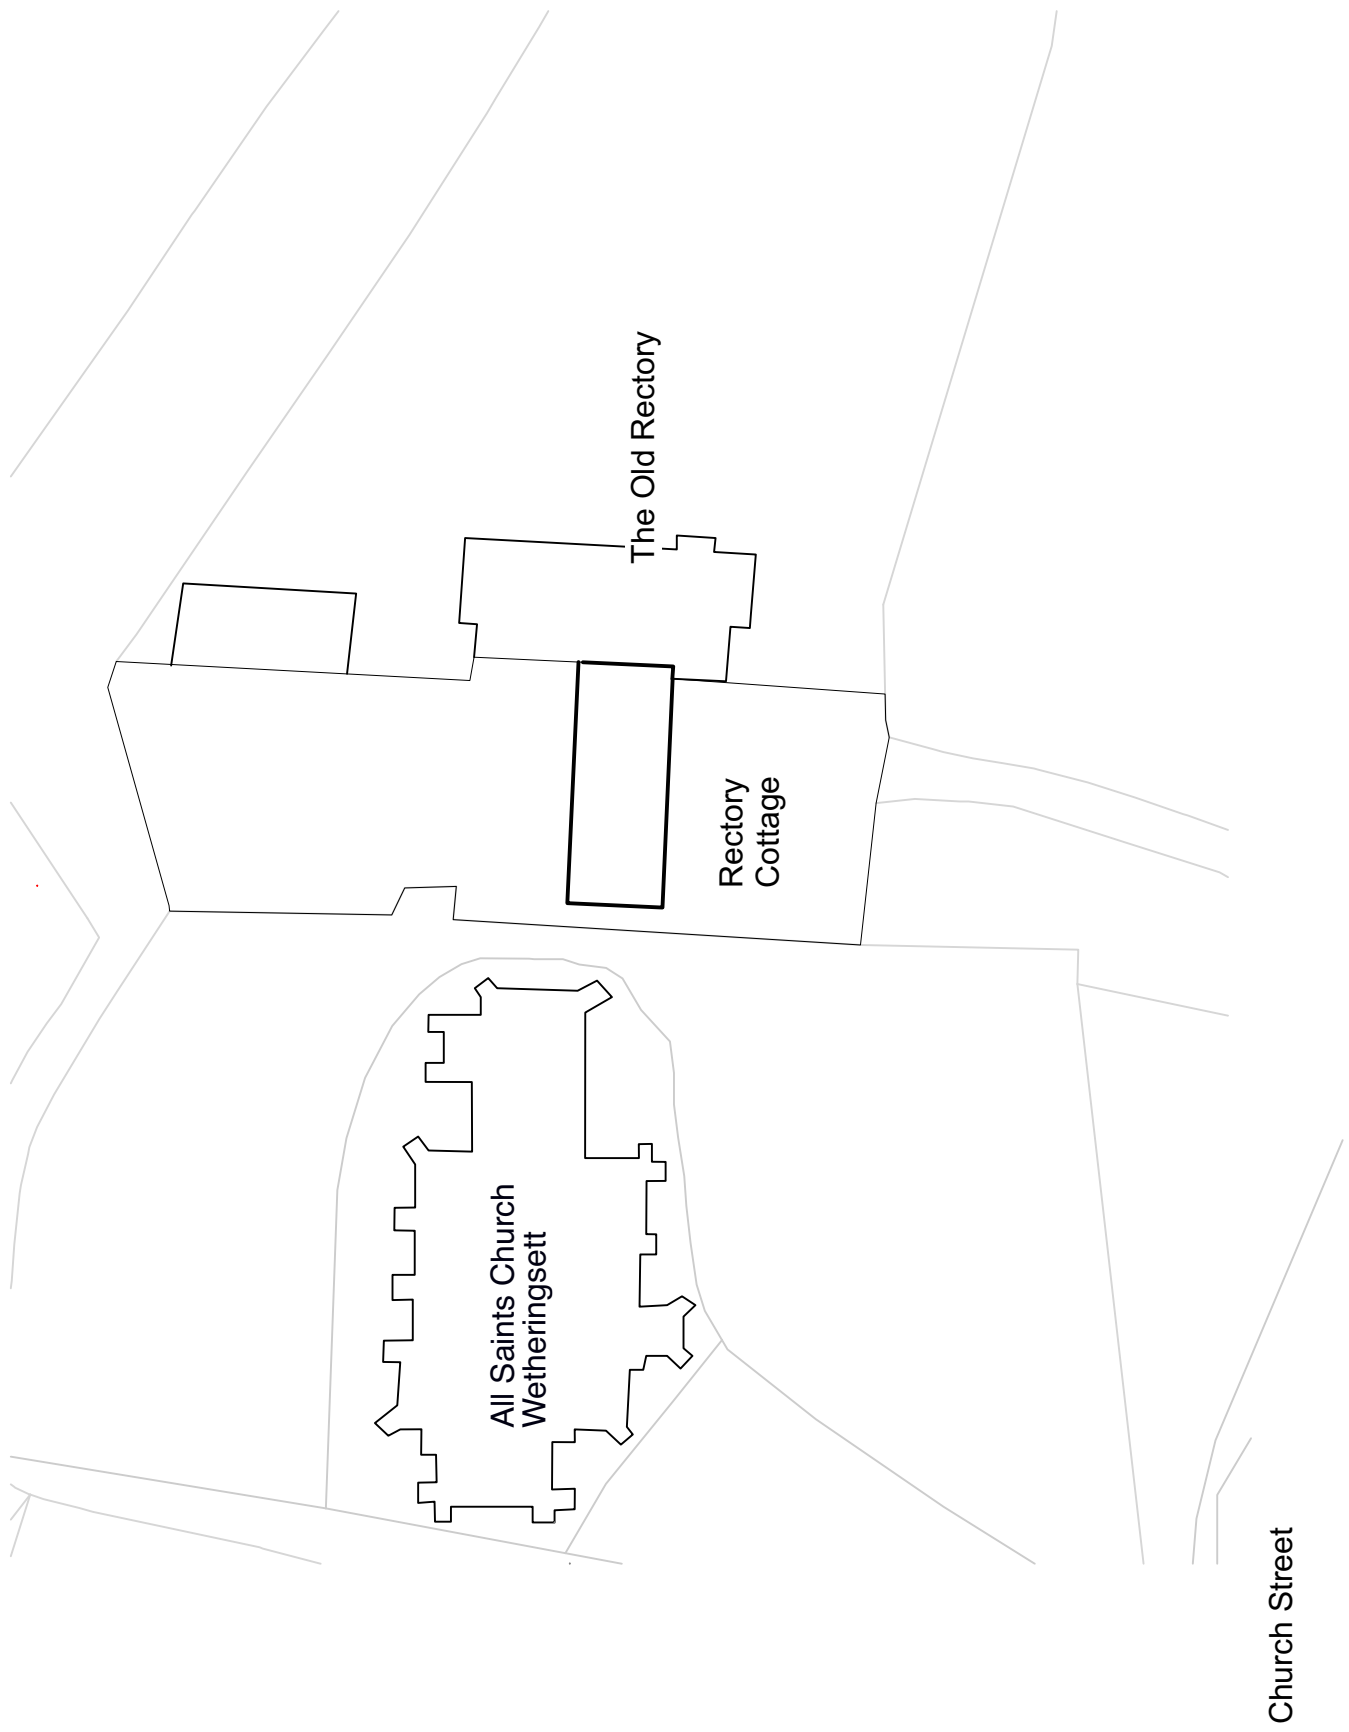 The Old Rectory
Rectory
Cottage
All Saints Church
Wetheringsett
Church Street